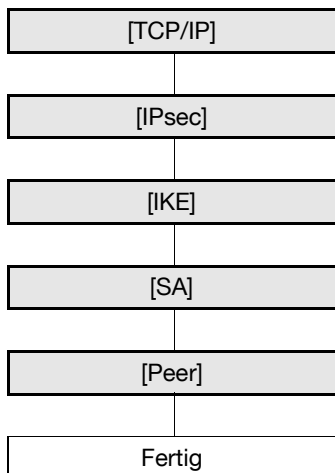 [TCP/IP]
[IPsec]
[IKE]
[SA]
[Peer]
Fertig